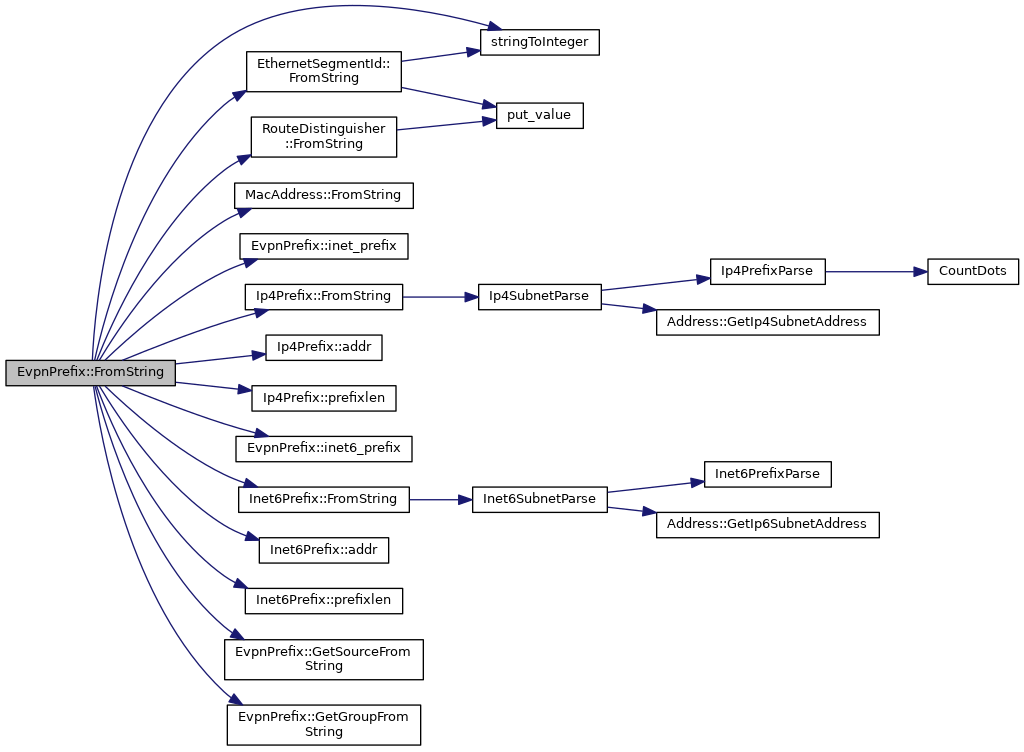 stringToInteger
EthernetSegmentId::
FromString
put_value
RouteDistinguisher
::FromString
MacAddress::FromString
EvpnPrefix::inet_prefix
Ip4PrefixParse
CountDots
Ip4Prefix::FromString
Ip4SubnetParse
Address::GetIp4SubnetAddress
Ip4Prefix::addr
EvpnPrefix::FromString
Ip4Prefix::prefixlen
EvpnPrefix::inet6_prefix
Inet6PrefixParse
Inet6Prefix::FromString
Inet6SubnetParse
Address::GetIp6SubnetAddress
Inet6Prefix::addr
Inet6Prefix::prefixlen
EvpnPrefix::GetSourceFrom
String
EvpnPrefix::GetGroupFrom
String